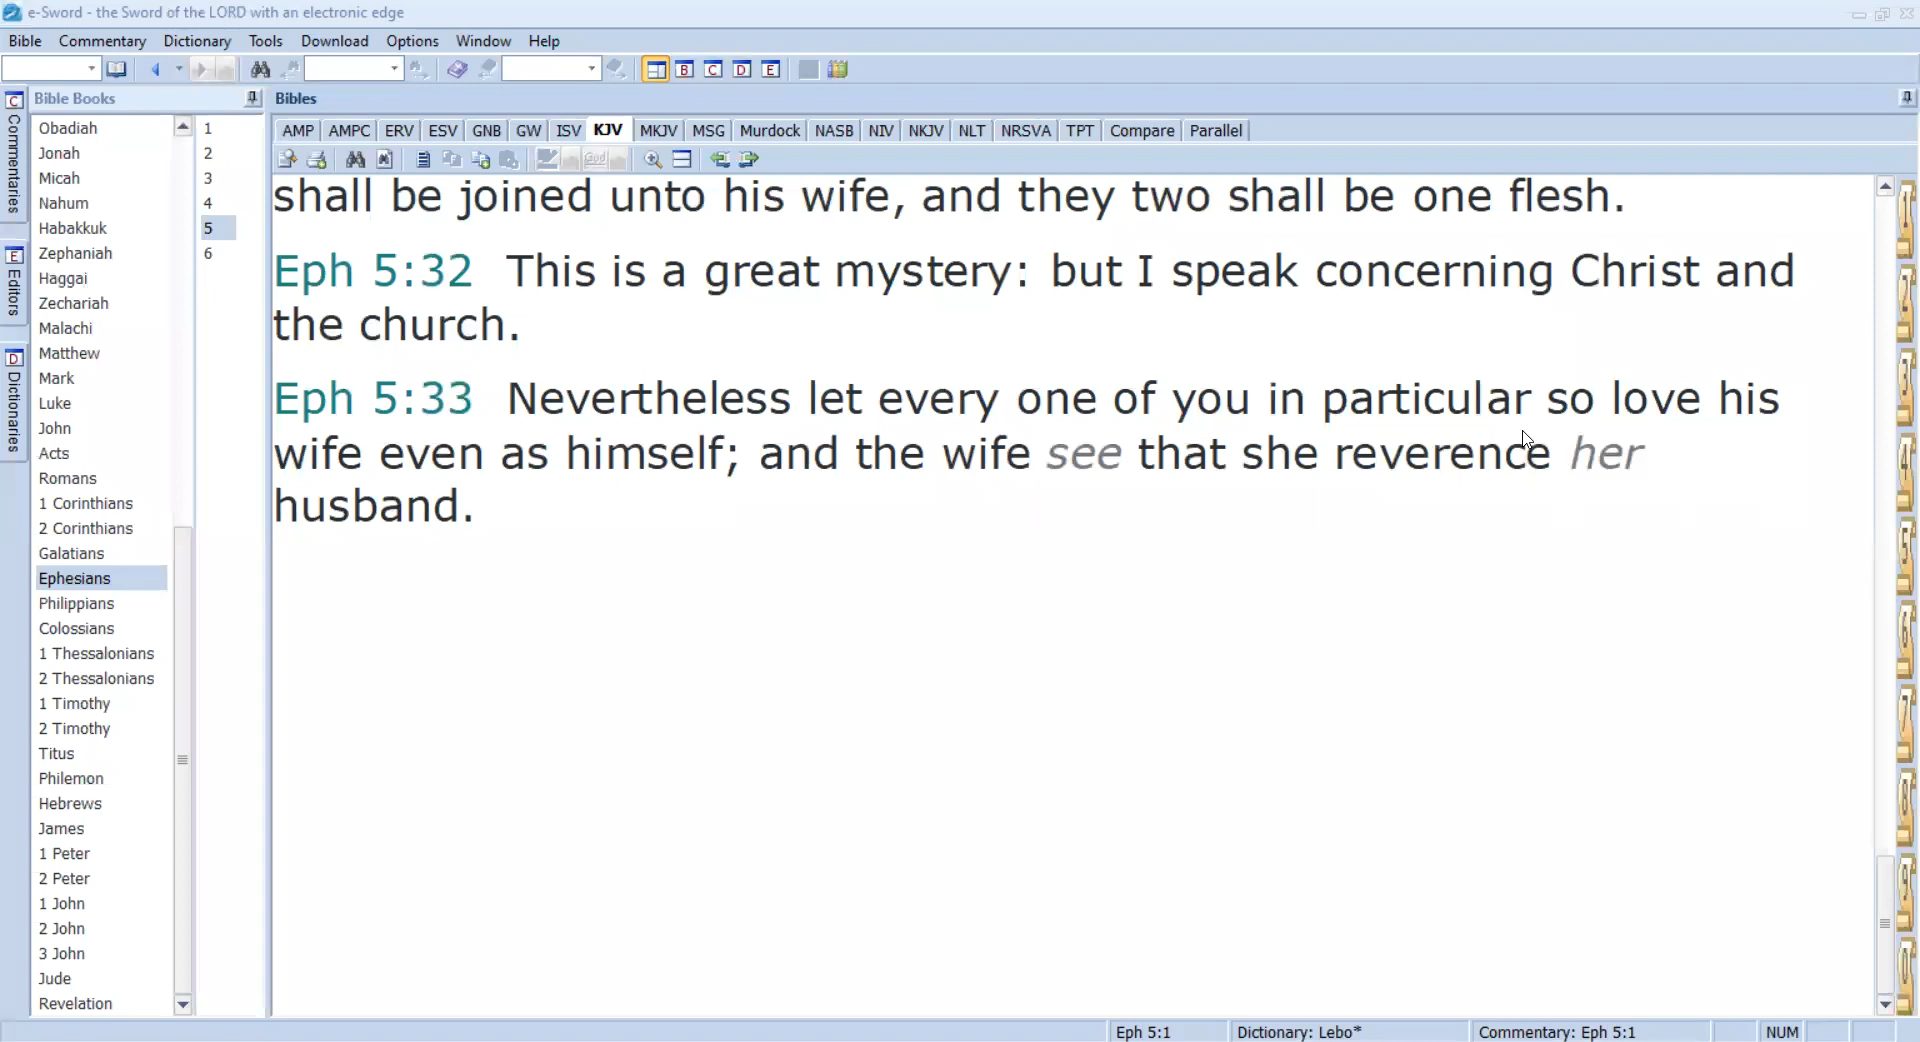 e-Sword - the Sword of the LORD with an electronic edge
Bible Commentary Dictionary Tools Download Options Window Help
B C D E
C Commentaries
E Editors
D Dictionaries
Bible Books
Obadiah
Jonah
Micah
Nahum
Habakkuk
Zephaniah
Haggai
Zechariah
Malachi
Matthew
Mark
Luke
John
Acts
Romans
1 Corinthians
2 Corinthians
Galatians
Ephesians
Philippians
Colossians
1 Thessalonians
2 Thessalonians
1 Timothy
2 Timothy
Titus
Philemon
Hebrews
James
1 Peter
2 Peter
1 John
2 John
3 John
Jude
Revelation
1
2
3
4
5
6
Bibles
AMP AMPC ERV ESV GNB GW ISV KJV MKJV MSG Murdock NASB NIV NKJV NLT NRSVA TPT Compare Parallel
God
shall be joined unto his wife, and they two shall be one flesh.
Eph 5:32 This is a great mystery: but I speak concerning Christ and
the church.
Eph 5:33 Nevertheless let every one of you in particular so love his
wife even as himself; and the wife see that she reverence her
husband.
Eph 5:1 Dictionary: Lebo* Commentary: Eph 5:1 NUM